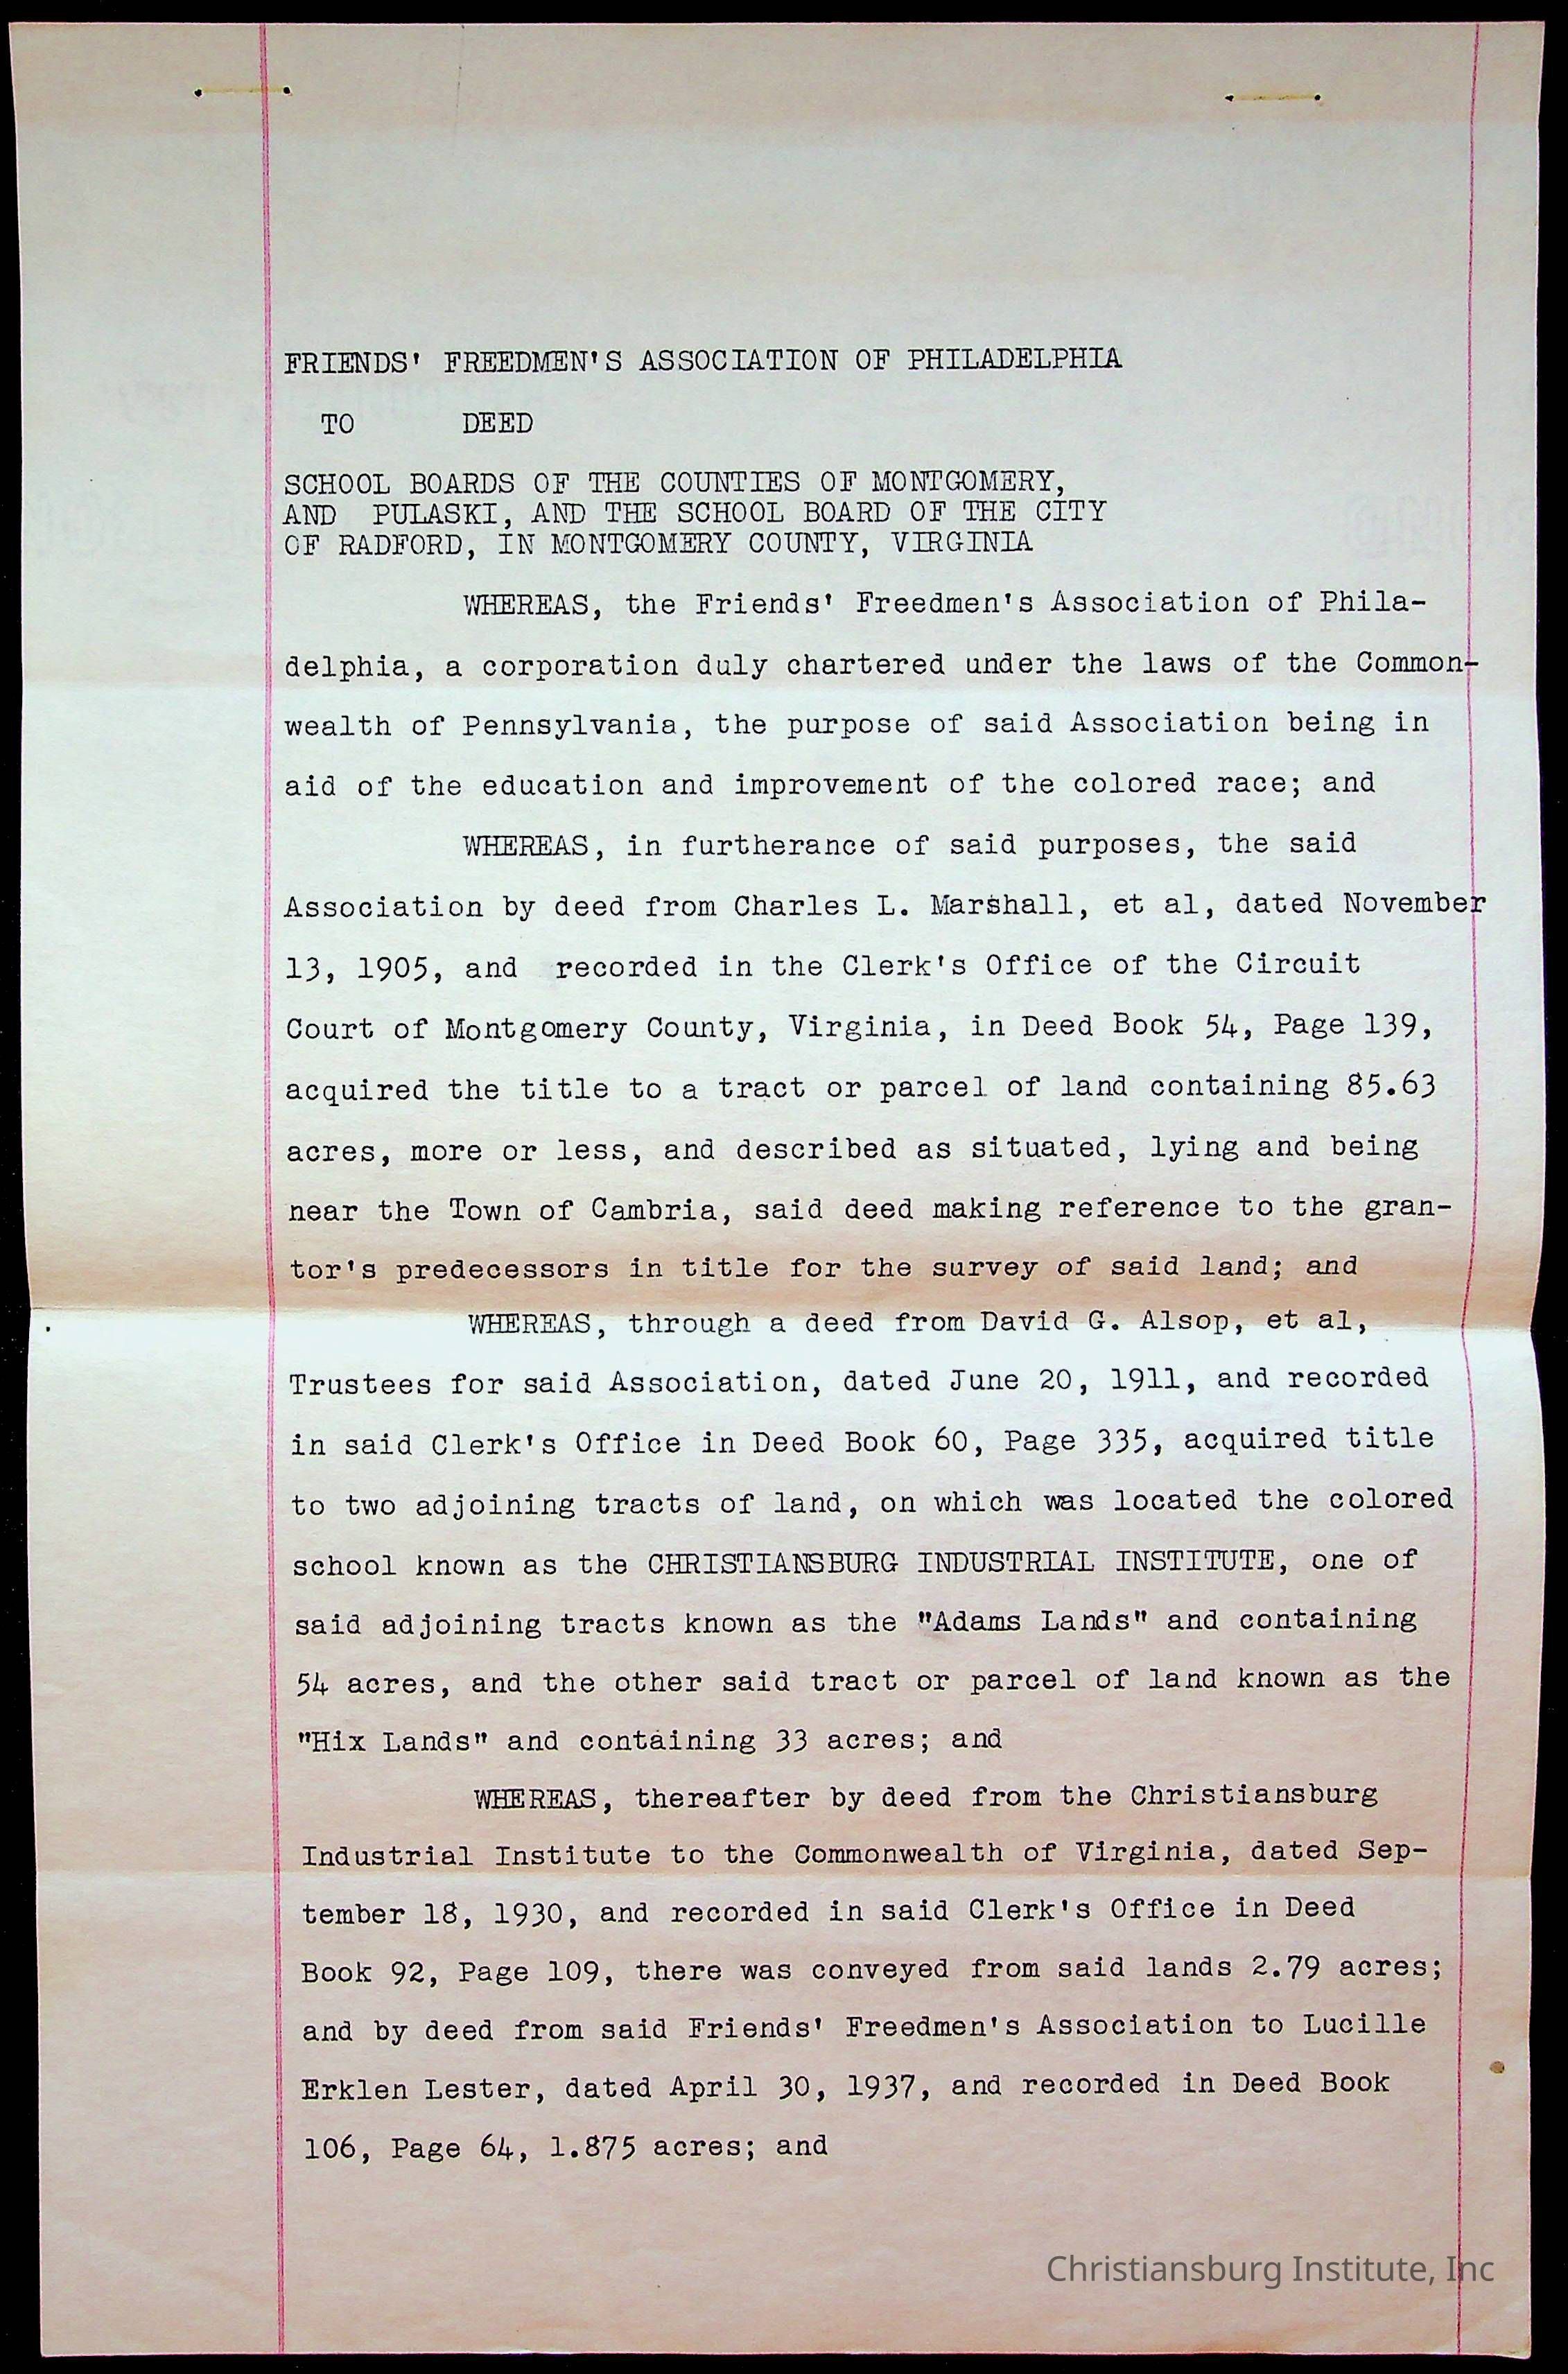 FRIENDS' FREEDMEN'S ASSOCIATION OF PHILADELPHIA
TO DEED
SCHOOL BOARDS OF THE COUNTIES OF MONTGOMERY,
AND PULASKI, AND THE SCHOOL BOARD OF THE CITY
OF RADFORD, IN MONTGOMERY COUNTY, VIRGINIA
WHEREAS, the Friends' Freedmen's Association of Phila-
delphia, a corporation duly chartered under the laws of the Common-
wealth of Pennsylvania, the purpose of said Association being in
aid of the education and improvement of the colored race; and
WHEREAS, in furtherance of said purposes, the said
Association by deed from Charles L. Marshall, et al, dated November
13, 1905, and recorded in the Clerk's Office of the Circuit
Court of Montgomery County, Virginia, in Deed Book 54, Page 139,
acquired the title to a tract or parcel of land containing 85.63
acres, more or less, and described as situated, lying and being
near the Town of Cambria, said deed making reference to the gran-
tor's predecessors in title for the survey of said land; and
WHEREAS, through a deed from David G. Alsop, et al,
Trustees for said Association, dated June 20, 1911, and recorded
in said Clerk's Office in Deed Book 60, Page 335, acquired title
to two adjoining tracts of land, on which was located the colored
school known as the CHRISTIANSBURG INDUSTRIAL INSTITUTE, one of
said adjoining tracts known as the "Adams Lands" and containing
54 acres, and the other said tract or parcel of land known as the
"Hix Lands" and containing 33 acres; and
WHEREAS, thereafter by deed from the Christiansburg
Industrial Institute to the Commonwealth of Virginia, dated Sep-
tember 18, 1930, and recorded in said Clerk's Office in Deed
Book 92, Page 109, there was conveyed from said lands 2.79 acres;
and by deed from said Friends' Freedmen's Association to Lucille
Erklen Lester, dated April 30, 1937, and recorded in Deed Book
106, Page 64, 1.875 acres; and
Christiansburg Institute, Inc